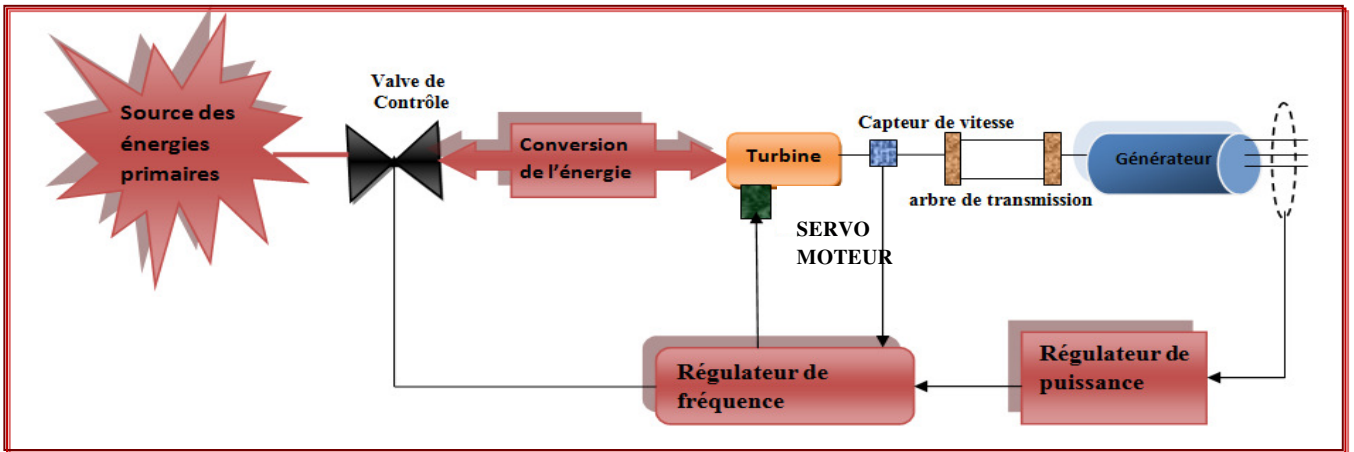 Source des
énergies
primaires
Valve de
Contrôle
Conversion
de l'énergie
Turbine
Capteur de vitesse
arbre de transmission
Générateur
SERVO
MOTEUR
Régulateur de
fréquence
Régulateur de
puissance